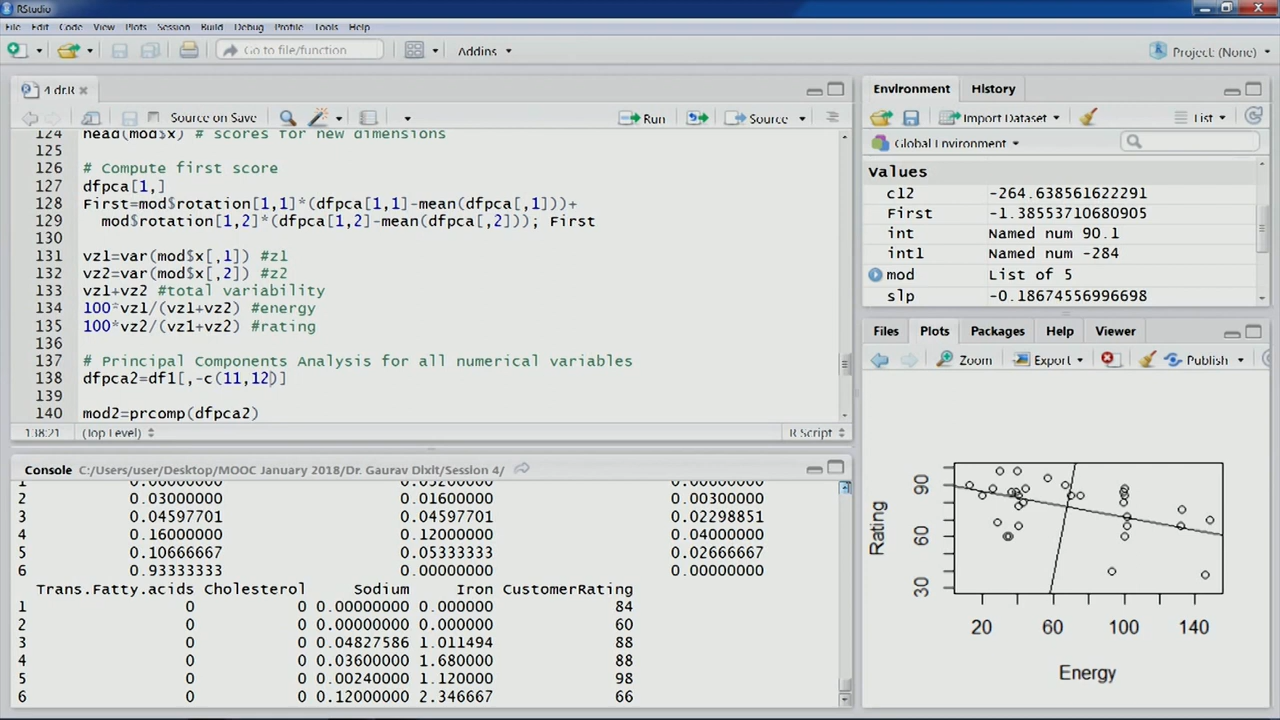 RStudio
File Edit Code View Plots Session Build Debug Profile Tools Help
Go to file/function Addins Project: (None)
4 dr.R
Source on Save Run Source
124 head(mod$x) # scores for new dimensions
125
126 # Compute first score
127 dfpca[1,]
128 First=mod$rotation[1,1]*(dfpca[1,1]-mean(dfpca[,1]))+
129 mod$rotation[1,2]*(dfpca[1,2]-mean(dfpca[,2])); First
130
131 vz1=var(mod$x[,1]) #z1
132 vz2=var(mod$x[,2]) #z2
133 vz1+vz2 #total variability
134 100*vz1/(vz1+vz2) #energy
135 100*vz2/(vz1+vz2) #rating
136
137 # Principal Components Analysis for all numerical variables
138 dfpca2=df1[,-c(11,12)]
139
140 mod2=prcomp(dfpca2)
138:21 (Top Level) R Script
Console C:/Users/user/Desktop/MOOC January 2018/Dr. Gaurav Dixit/Session 4/
2 0.03000000 0.01600000 0.00300000
3 0.04597701 0.04597701 0.02298851
4 0.16000000 0.12000000 0.04000000
5 0.10666667 0.05333333 0.02666667
6 0.93333333 0.00000000 0.00000000
Trans.Fatty.acids Cholesterol Sodium Iron CustomerRating
1 0 0 0.00000000 0.000000 84
2 0 0 0.00000000 0.000000 60
3 0 0 0.04827586 1.011494 88
4 0 0 0.03600000 1.680000 88
5 0 0 0.00240000 1.120000 98
6 0 0 0.12000000 2.346667 66
Environment History
Import Dataset List
Global Environment
Values
cl2 -264.638561622291
First -1.38553710680905
int Named num 90.1
int1 Named num -284
mod List of 5
slp -0.18674556996698
Files Plots Packages Help Viewer
Zoom Export Publish
Rating
90
60
30
20 60 100 140
Energy